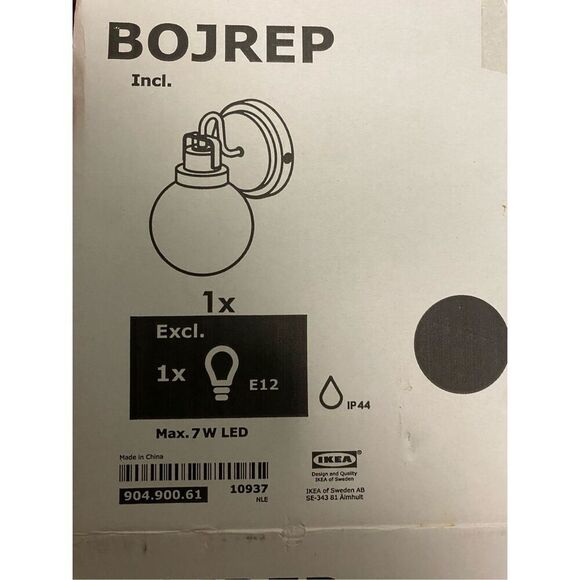 BOJREP
Incl.
1x
Excl.
1x
E12
IP44
Max. 7 W LED
Made in China
904.900.61
10937
NLE
IKEA
Design and Quality
IKEA of Sweden
IKEA of Sweden AB
SE-343 81 Älmhult